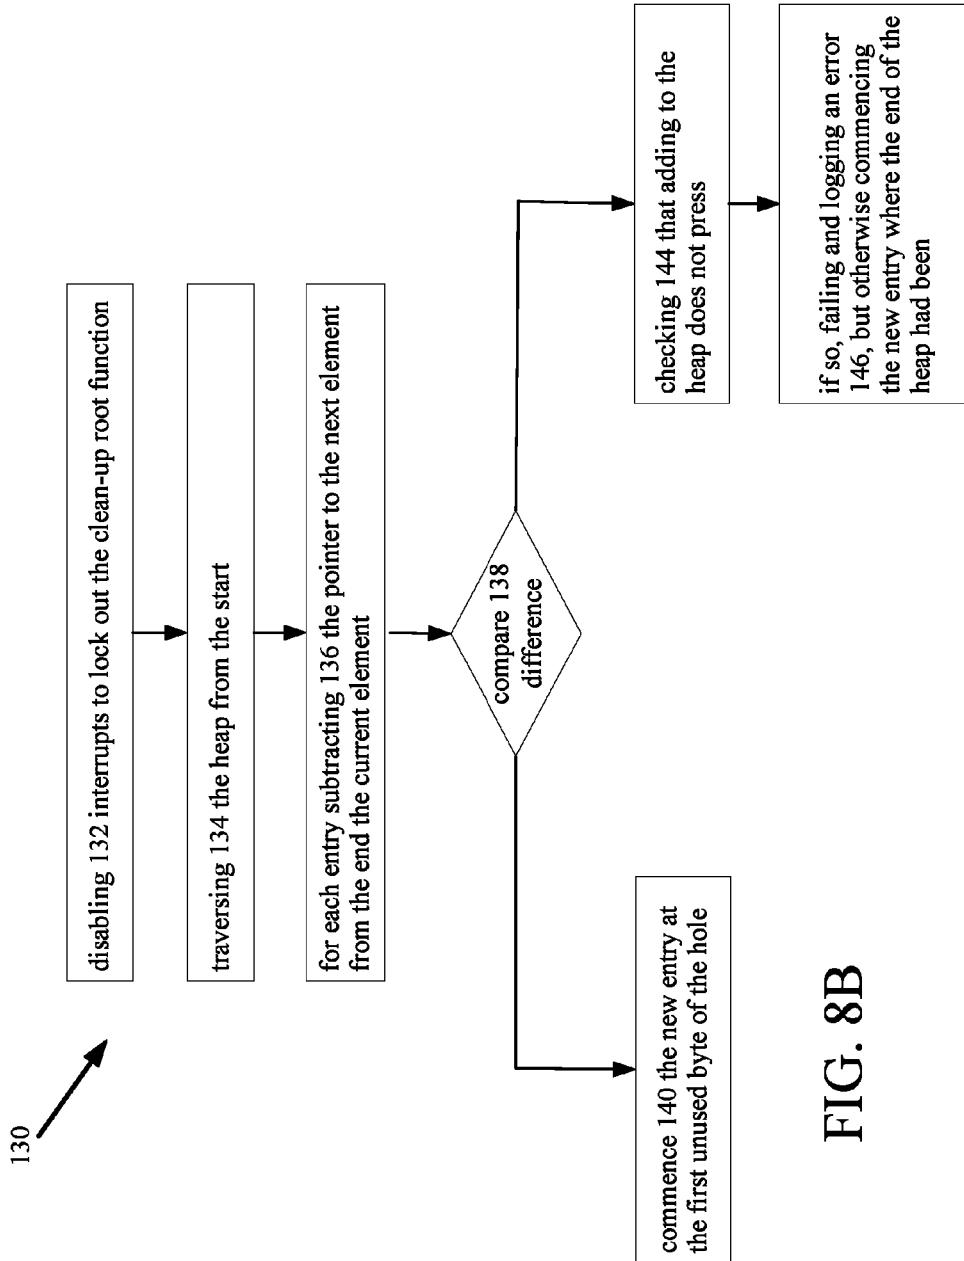 130
disabling 132 interrupts to lock out the clean-up root function
traversing 134 the heap from the start
for each entry subtracting 136 the pointer to the next element
from the end the current element
compare 138
difference
commence 140 the new entry at
the first unused byte of the hole
checking 144 that adding to the
heap does not press
if so, failing and logging an error
146, but otherwise commencing
the new entry where the end of the
heap had been
FIG. 8B